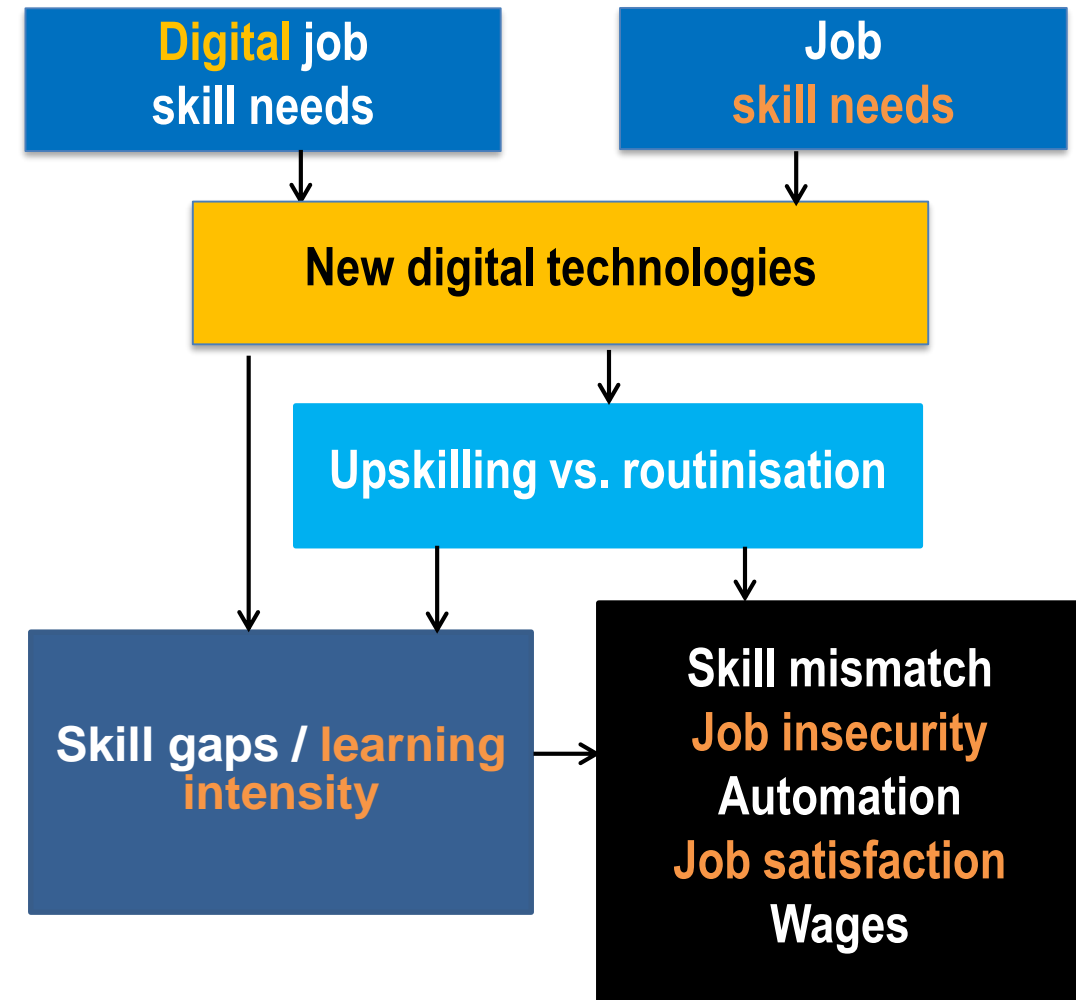 Digital job
skill needs
Job
skill needs
New digital technologies
Upskilling vs. routinisation
Skill gaps / learning
intensity
Skill mismatch
Job insecurity
Automation
Job satisfaction
Wages